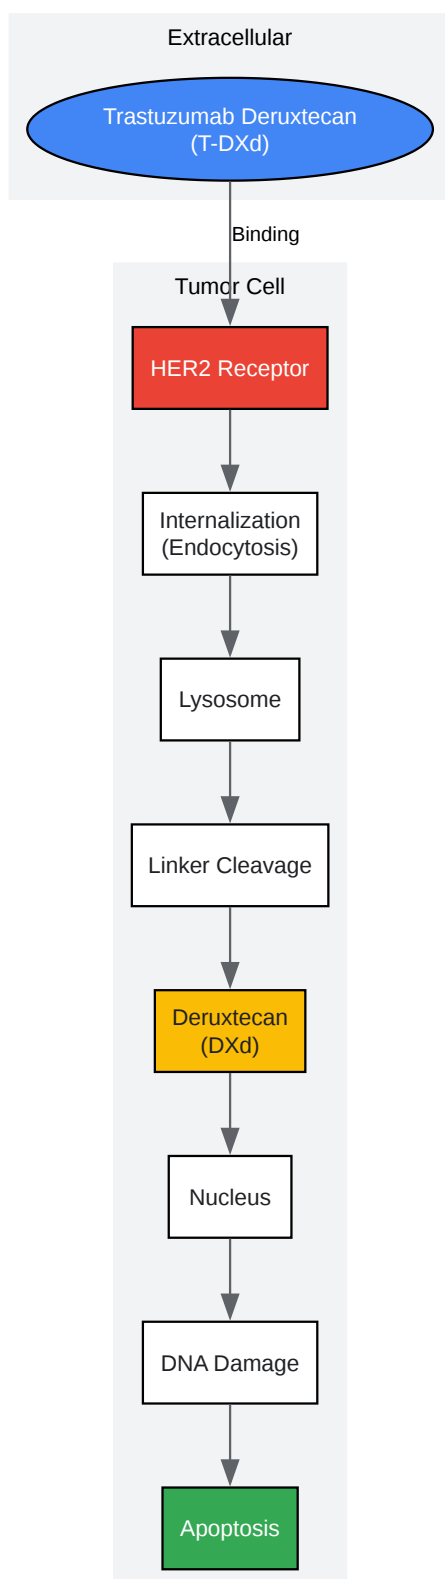 Extracellular
Trastuzumab Deruxtecan
(T-DXd)
Binding
Tumor Cell
HER2 Receptor
Internalization
(Endocytosis)
Lysosome
Linker Cleavage
Deruxtecan
(DXd)
Nucleus
DNA Damage
Apoptosis